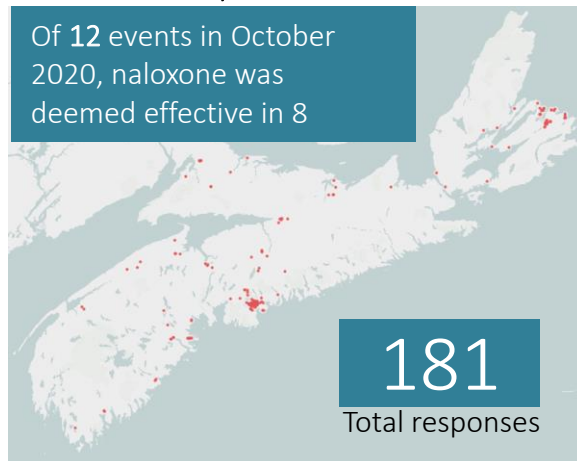 Of 12 events in October
2020, naloxone was
deemed effective in 8
181
Total responses